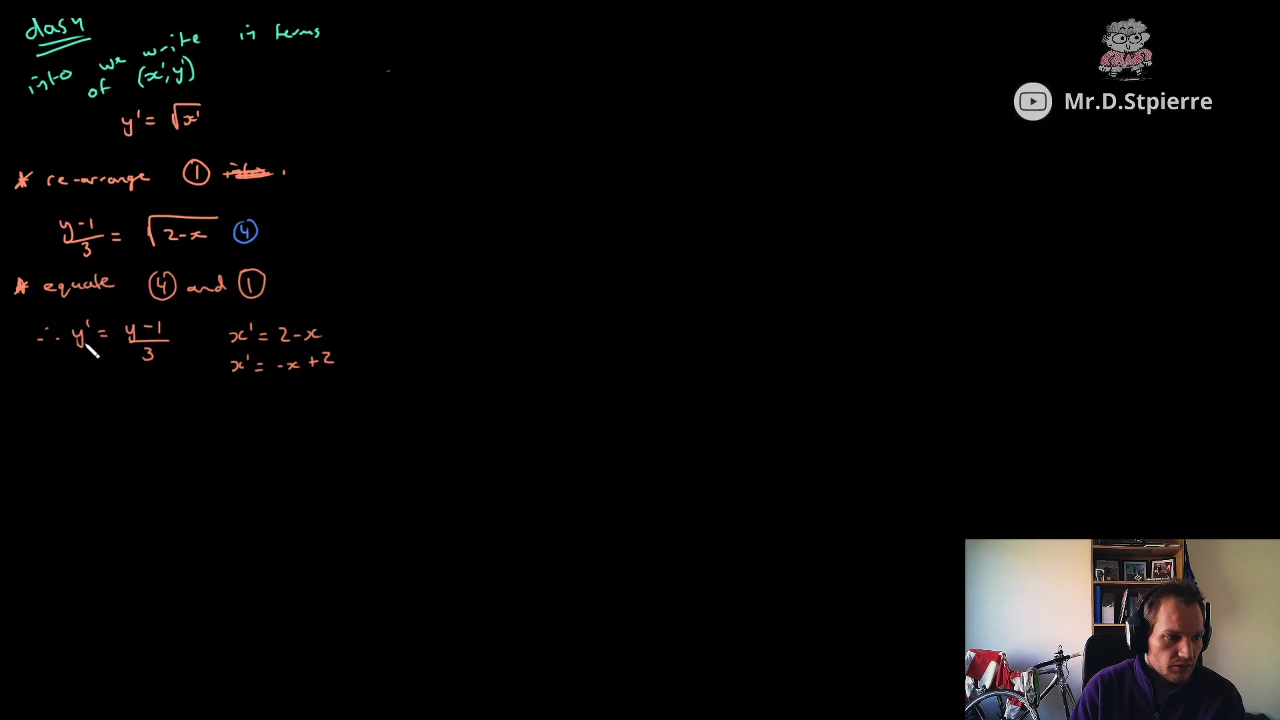 das y
into we write in terms
of (x', y')
y' = √x'
* re-arrange ①
(y-1)/3 = √(2-x) ④
* equate ④ and ①
∴ y' = (y-1)/3 x' = 2-x
x' = -x+2
Mr.D.Stpierre